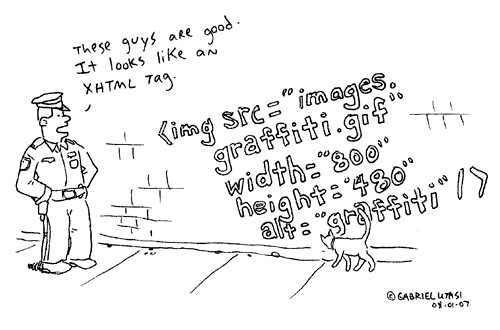 These guys are good.
It looks like an
XHTML Tag.
<img src="images.
graffiti.gif"
width="800"
height="480"
alt="graffiti" />
©GABRIEL UTASI
08.01.07